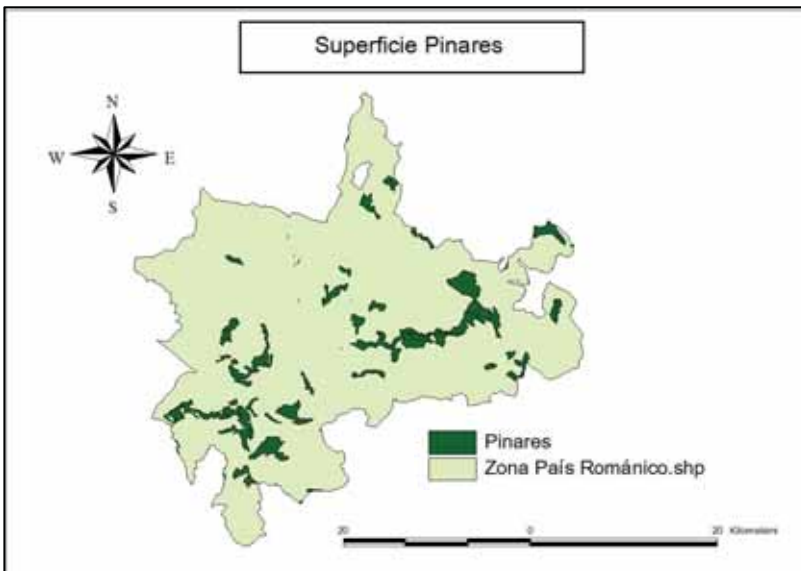 Superficie Pinares
N
W
E
S
Pinares
Zona País Románico.shp
20 0 20 Kilometers